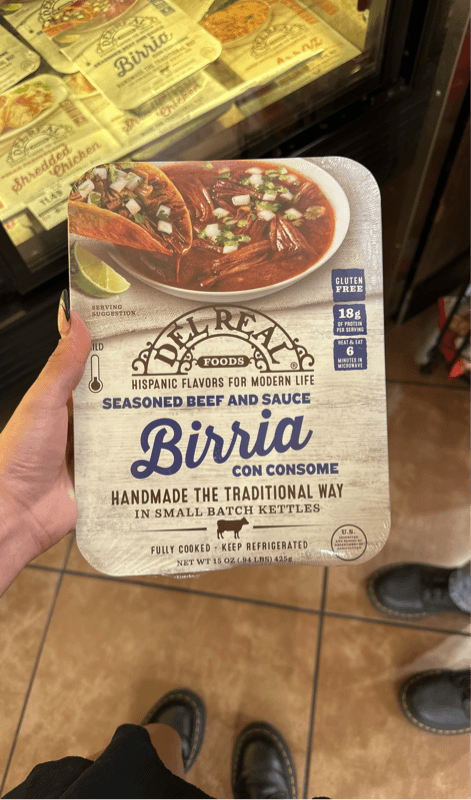 Birria
Shredded
Chicken
Shredded
Chicken
SERVING
SUGGESTION
GLUTEN
FREE
18g
OF PROTEIN
PER SERVING
HEAT & EAT
6
MINUTES IN
MICROWAVE
DEL REAL
FOODS
HISPANIC FLAVORS FOR MODERN LIFE
SEASONED BEEF AND SAUCE
Birria
CON CONSOME
HANDMADE THE TRADITIONAL WAY
IN SMALL BATCH KETTLES
FULLY COOKED - KEEP REFRIGERATED
NET WT 15 OZ (.94 LBS) 425g
U.S.